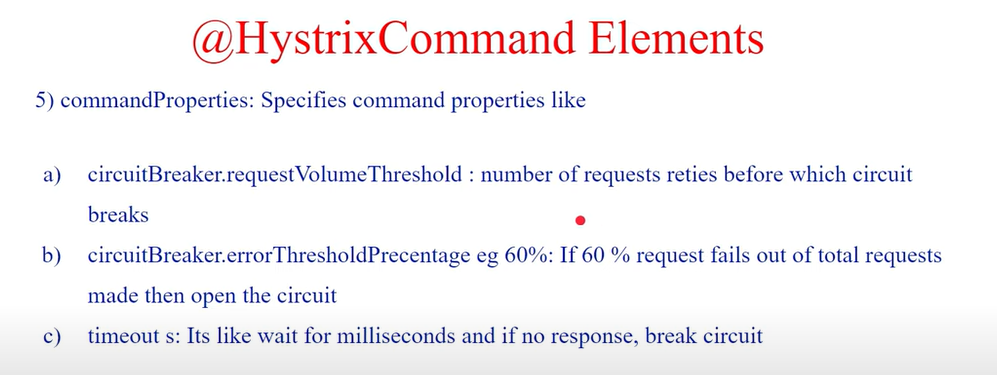 @HystrixCommand Elements
5) commandProperties: Specifies command properties like
a) circuitBreaker.requestVolumeThreshold : number of requests reties before which circuit
breaks
b) circuitBreaker.errorThresholdPrecentage eg 60%: If 60 % request fails out of total requests
made then open the circuit
c) timeout s: Its like wait for milliseconds and if no response, break circuit